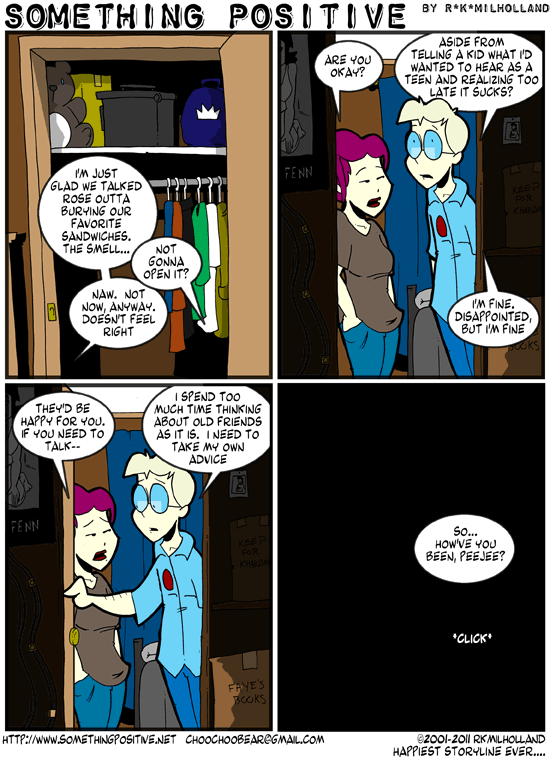 SOMETHING POSITIVE
BY R*K*MILHOLLAND
I'M JUST
GLAD WE TALKED
ROSE OUTTA
BURYING OUR
FAVORITE
SANDWICHES.
THE SMELL...
NOT
GONNA
OPEN IT?
NAW. NOT
NOW, ANYWAY.
DOESN'T FEEL
RIGHT
ARE YOU
OKAY?
ASIDE FROM
TELLING A KID WHAT I'D
WANTED TO HEAR AS A
TEEN AND REALIZING TOO
LATE IT SUCKS?
FENN
KEEP
FOR
I'M FINE.
DISAPPOINTED,
BUT I'M FINE
BOOKS
THEY'D BE
HAPPY FOR YOU.
IF YOU NEED TO
TALK--
I SPEND TOO
MUCH TIME THINKING
ABOUT OLD FRIENDS
AS IT IS. I NEED TO
TAKE MY OWN
ADVICE
FENN
KEEP
FOR
FAYE'S
BOOKS
SO...
HOW'VE YOU
BEEN, PEEJEE?
*CLICK*
HTTP://WWW.SOMETHINGPOSITIVE.NET CHOOCHOOBEAR@GMAIL.COM
©2001-2011 RKMILHOLLAND
HAPPIEST STORYLINE EVER....